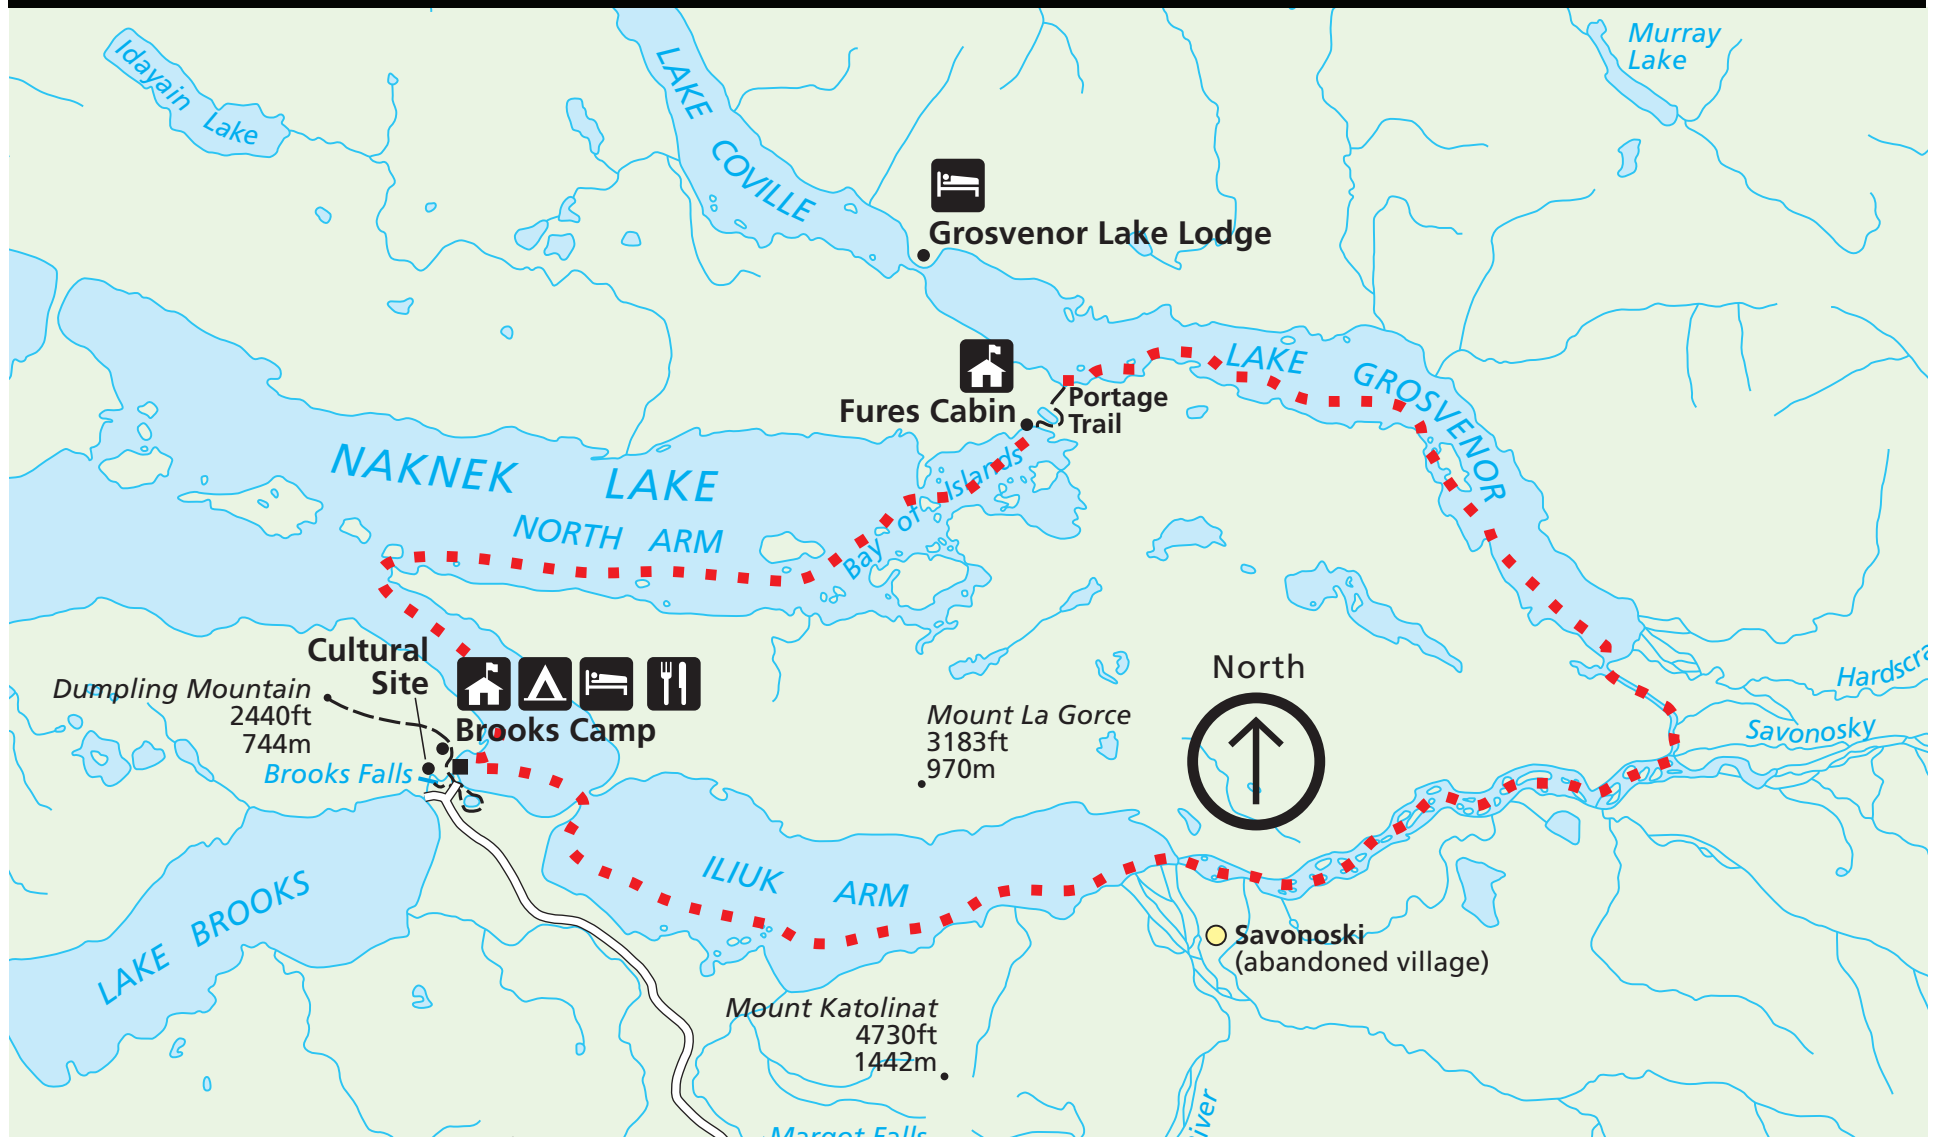 Idayain
Lake
LAKE
COVILLE
Murray
Lake
Grosvenor Lake Lodge
LAKE GROSVENOR
Portage
Trail
Fures Cabin
NAKNEK LAKE
NORTH ARM
Bay of Islands
Cultural
Site
Dumpling Mountain
2440ft
744m
Brooks Camp
Brooks Falls
North
Mount La Gorce
3183ft
970m
Savonosky
ILIUK ARM
LAKE BROOKS
Savonoski
(abandoned village)
Mount Katolinat
4730ft
1442m
Margot Falls